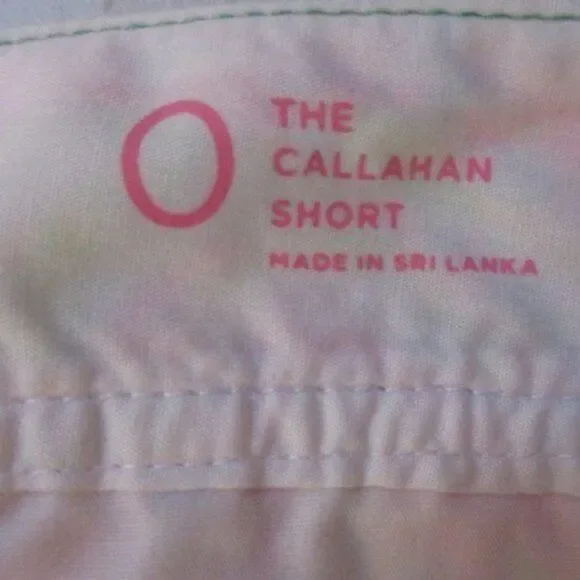 0
THE
CALLAHAN
SHORT
MADE IN SRI LANKA